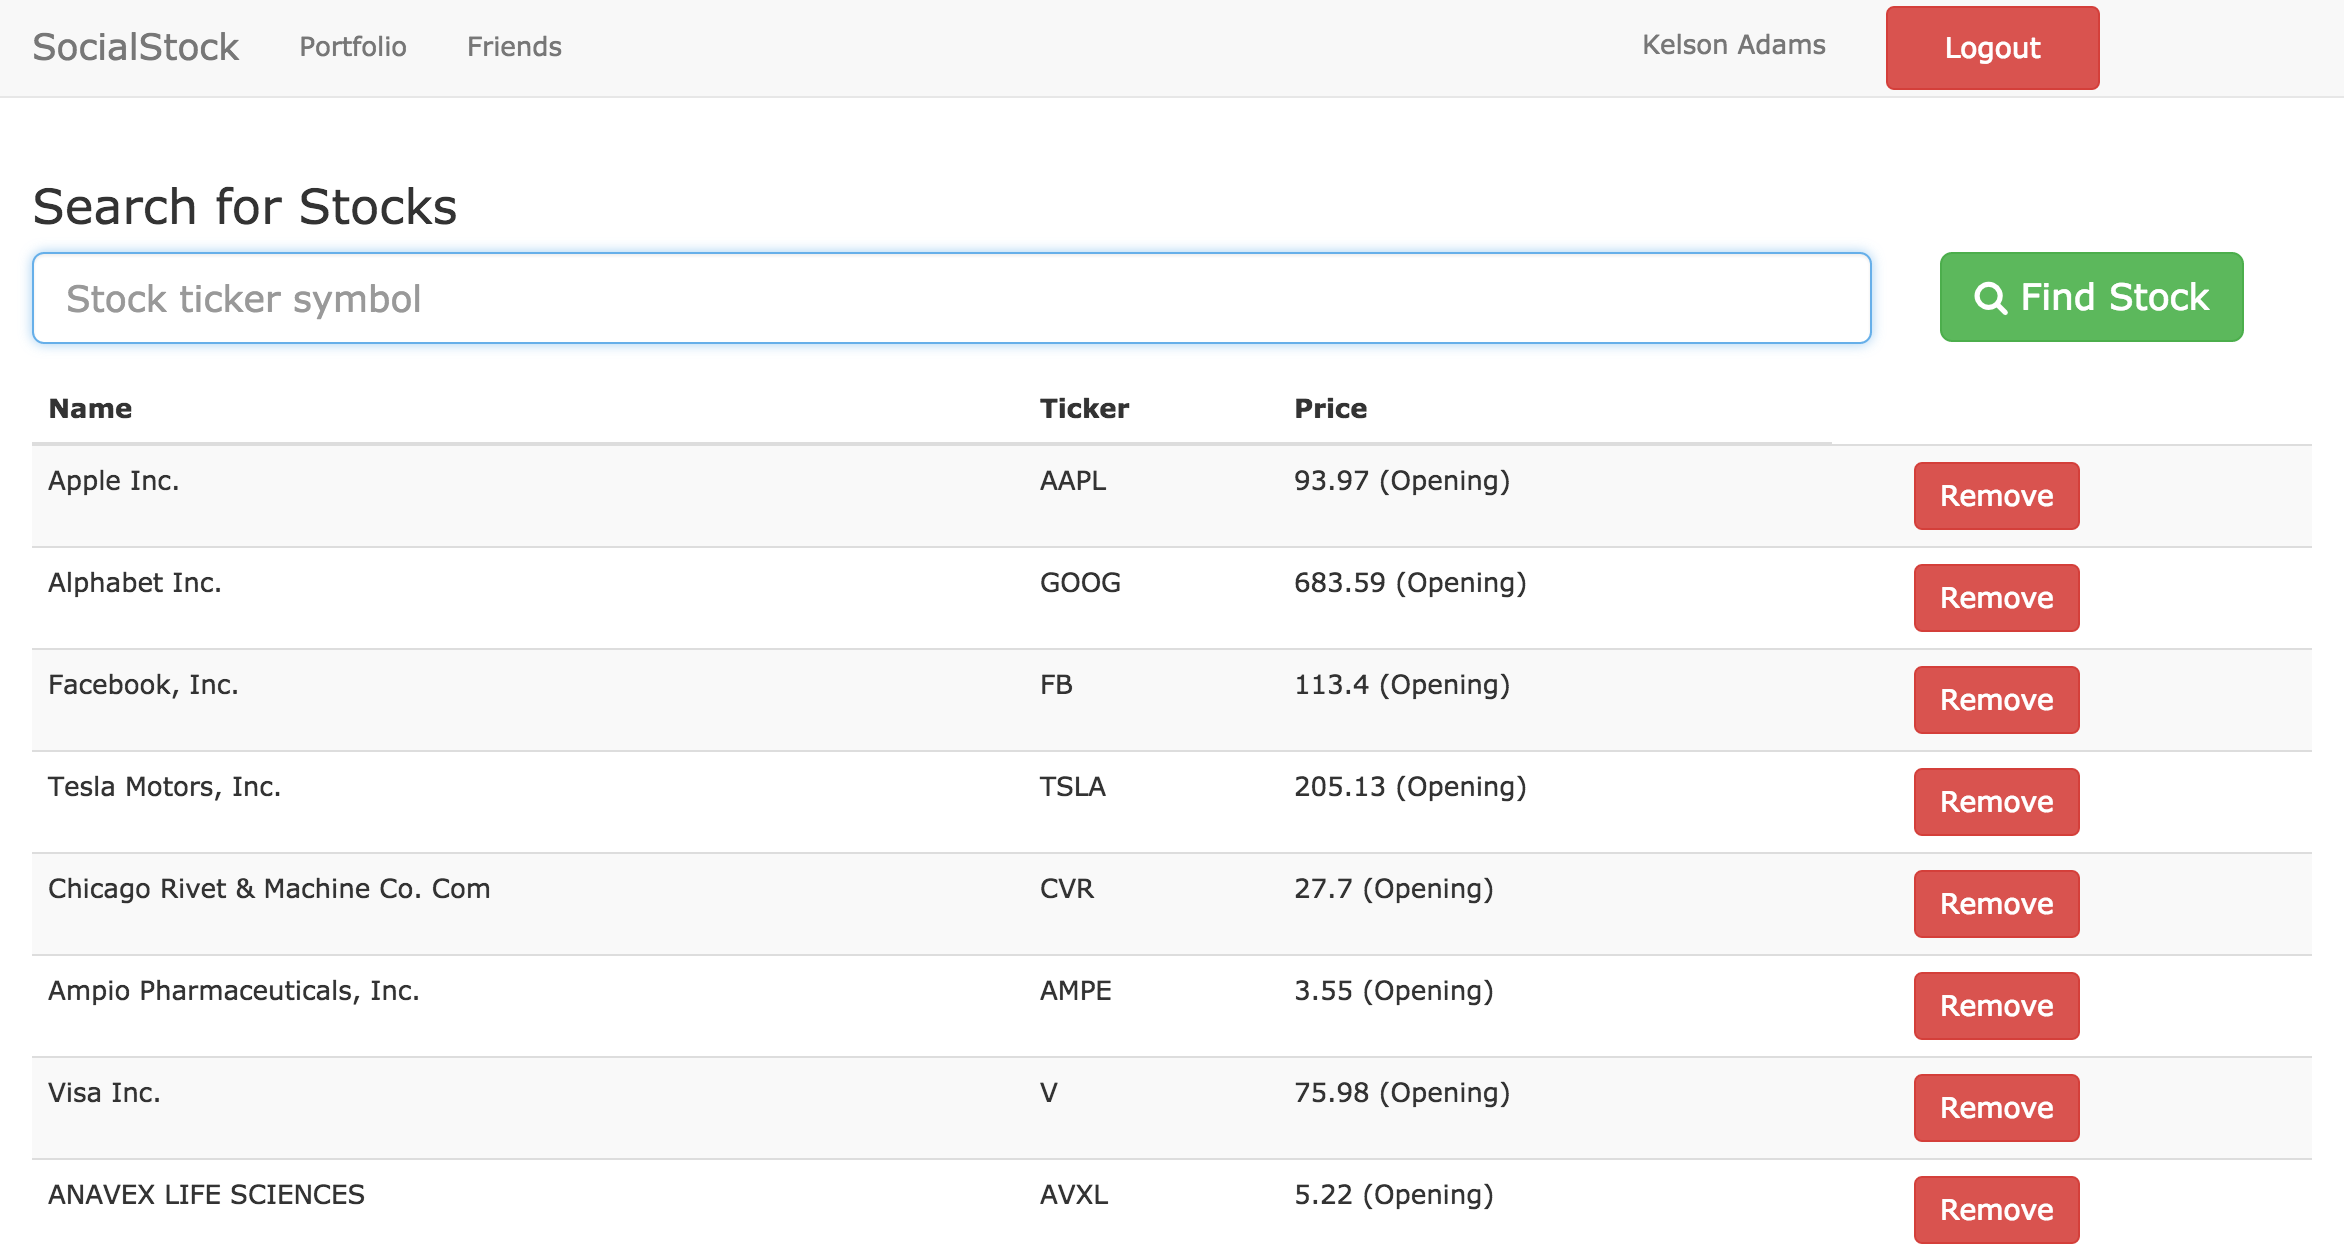 SocialStock Portfolio Friends Kelson Adams Logout
Search for Stocks
Stock ticker symbol Find Stock
Name Ticker Price
Apple Inc. AAPL 93.97 (Opening) Remove
Alphabet Inc. GOOG 683.59 (Opening) Remove
Facebook, Inc. FB 113.4 (Opening) Remove
Tesla Motors, Inc. TSLA 205.13 (Opening) Remove
Chicago Rivet & Machine Co. Com CVR 27.7 (Opening) Remove
Ampio Pharmaceuticals, Inc. AMPE 3.55 (Opening) Remove
Visa Inc. V 75.98 (Opening) Remove
ANAVEX LIFE SCIENCES AVXL 5.22 (Opening) Remove